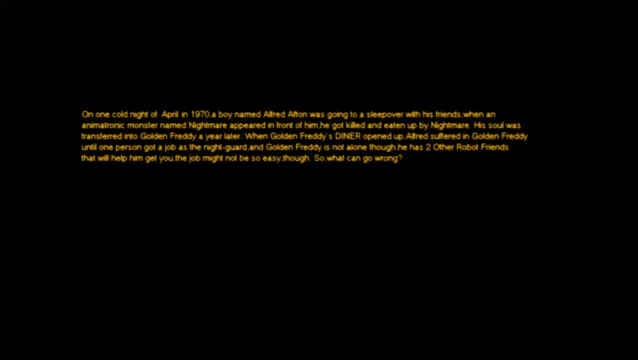 On one cold night of April in 1970,a boy named Alfred Afton was going to a sleepover with his friends,when an
animatronic monster named Nightmare appeared in front of him,he got killed and eaten up by Nightmare. His soul was
transferred into Golden Freddy a year later. When Golden Freddy's DINER opened up,Alfred suffered in Golden Freddy
until one person got a job as the night-guard,and Golden Freddy is not alone though,he has 2 Other Robot Friends
that will help him get you,the job might not be so easy,though. So,what can go wrong?